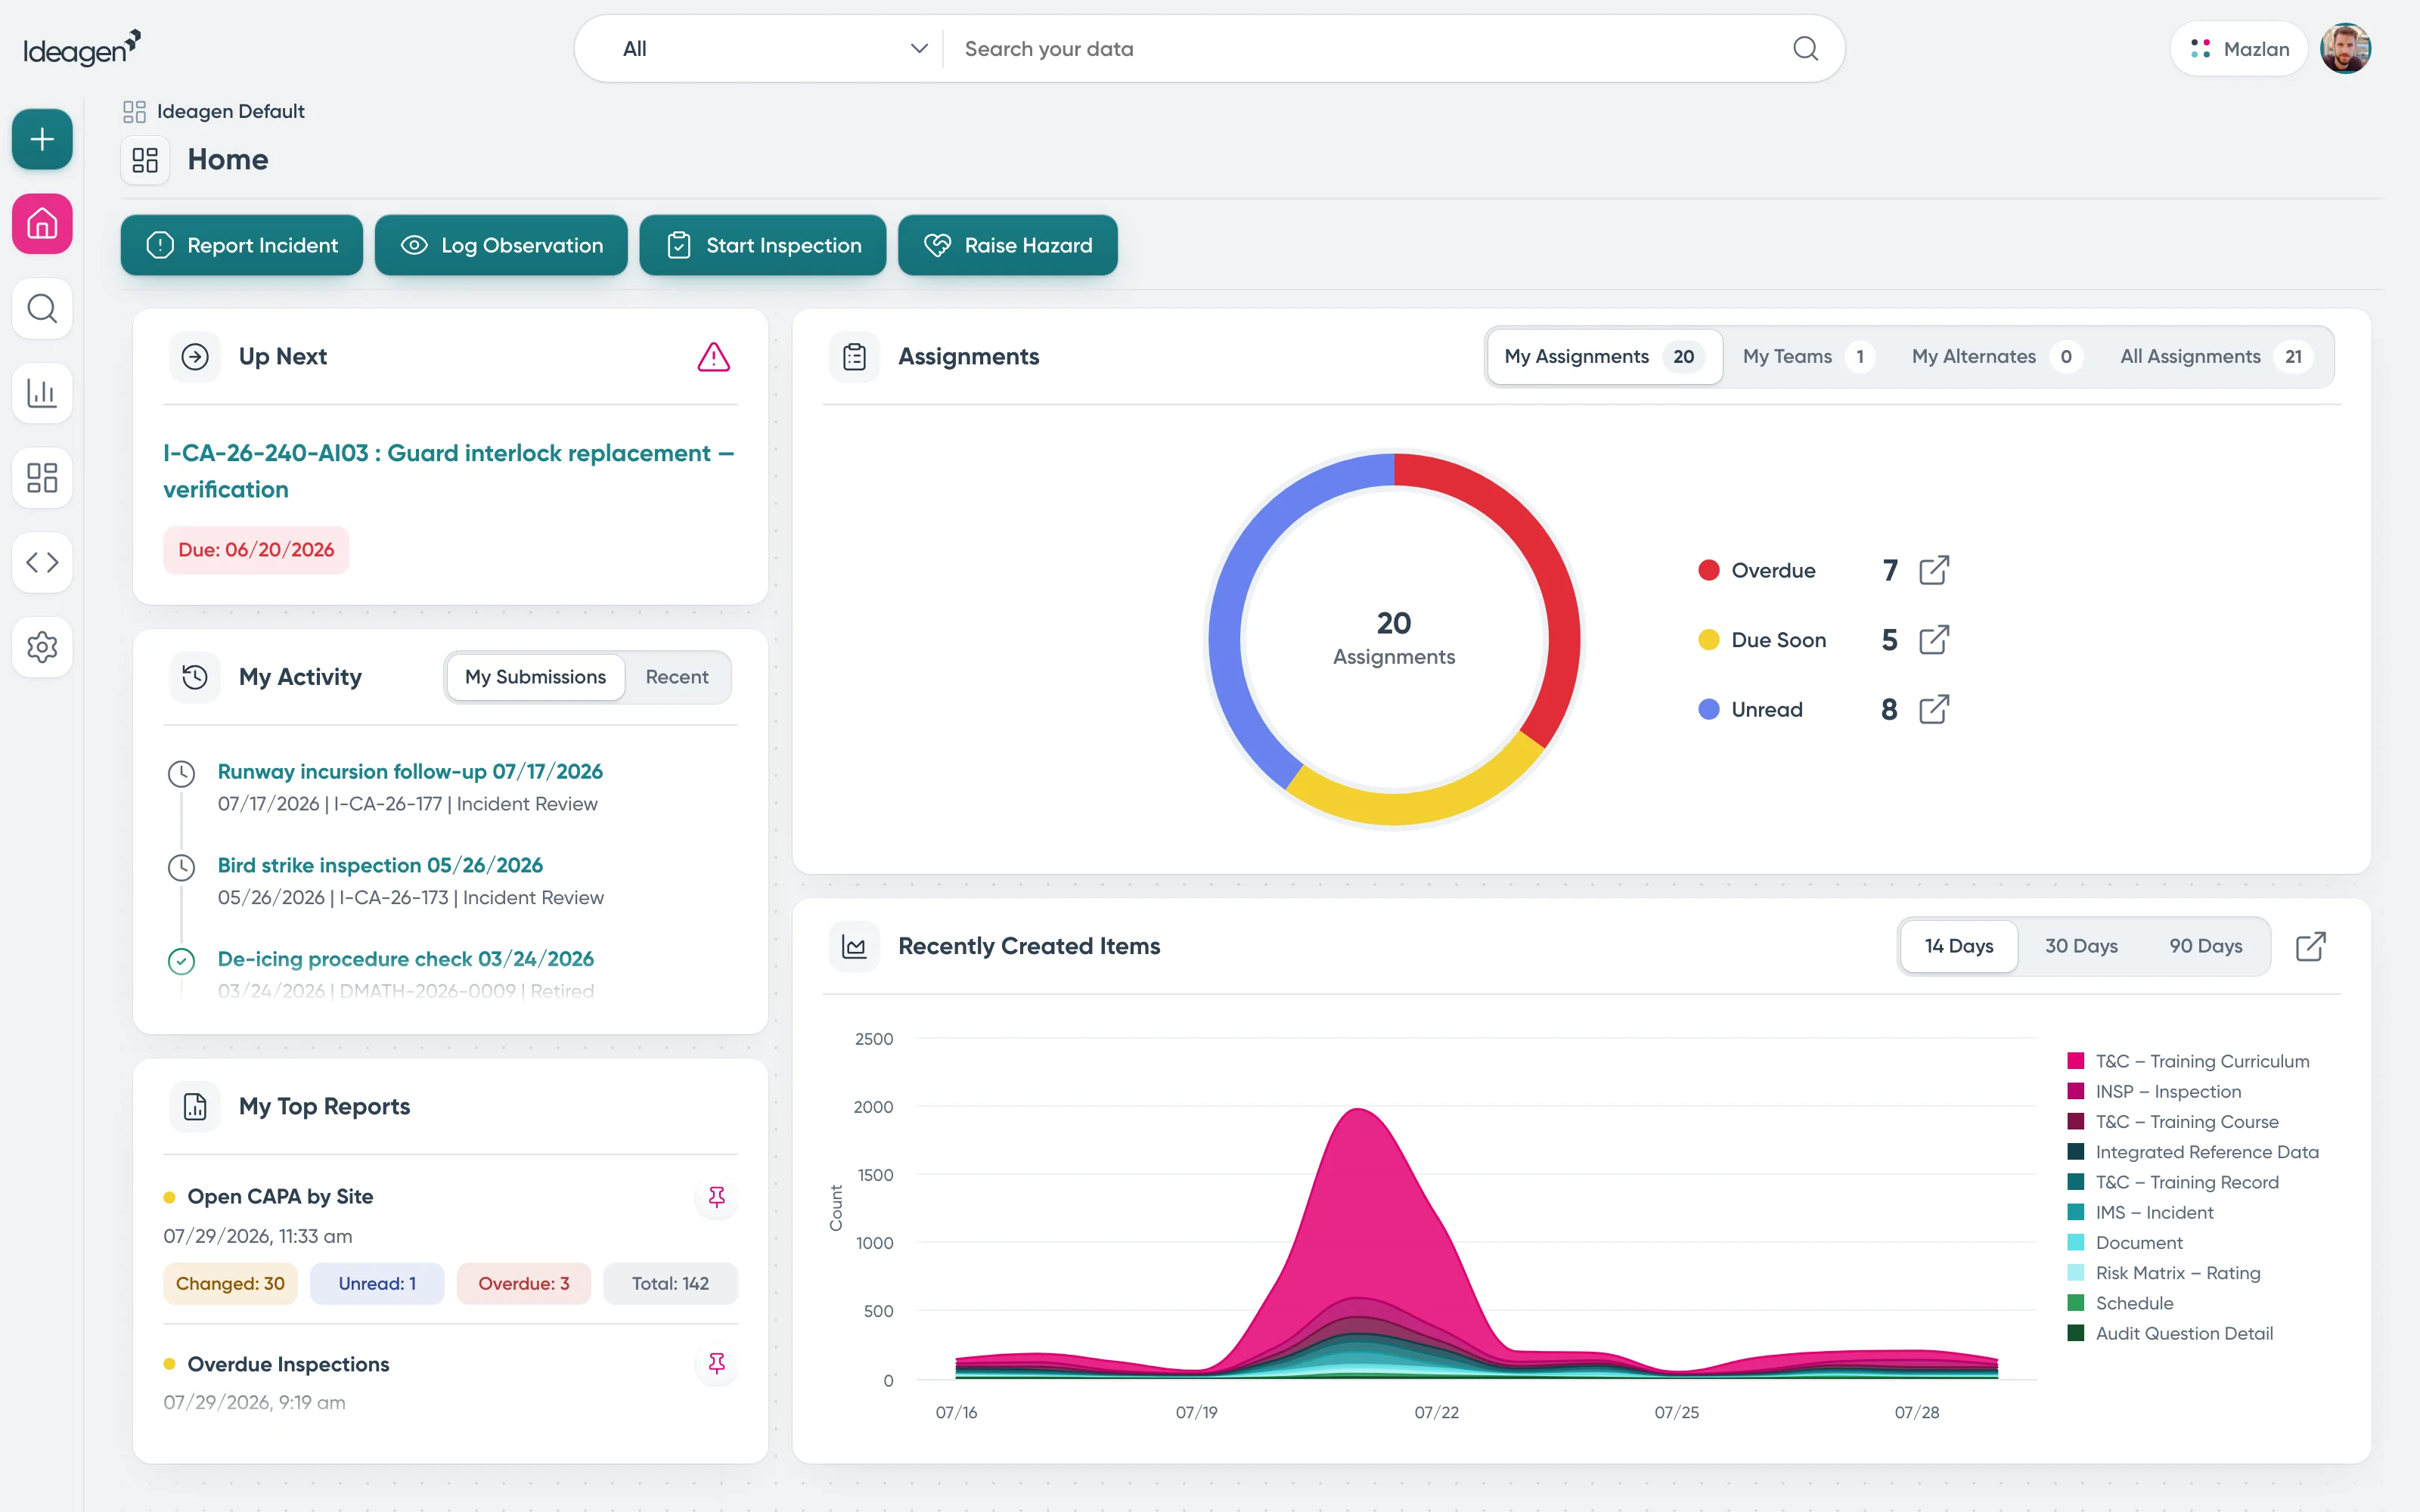 Ideagen
All
Search your data
Mazlan
Ideagen Default
Home
Report Incident
Log Observation
Start Inspection
Raise Hazard
Up Next
I-CA-26-240-AI03 : Guard interlock replacement –
verification
Due: 06/20/2026
My Activity
My Submissions
Recent
Runway incursion follow-up 07/17/2026
07/17/2026 | I-CA-26-177 | Incident Review
Bird strike inspection 05/26/2026
05/26/2026 | I-CA-26-173 | Incident Review
De-icing procedure check 03/24/2026
03/24/2026 | DMATH-2026-0009 | Retired
My Top Reports
Open CAPA by Site
07/29/2026, 11:33 am
Changed: 30
Unread: 1
Overdue: 3
Total: 142
Overdue Inspections
07/29/2026, 9:19 am
Assignments
My Assignments 20
My Teams 1
My Alternates 0
All Assignments 21
20
Assignments
Overdue 7
Due Soon 5
Unread 8
Recently Created Items
14 Days
30 Days
90 Days
Count
2500
2000
1500
1000
500
0
07/16
07/19
07/22
07/25
07/28
T&C – Training Curriculum
INSP – Inspection
T&C – Training Course
Integrated Reference Data
T&C – Training Record
IMS – Incident
Document
Risk Matrix – Rating
Schedule
Audit Question Detail